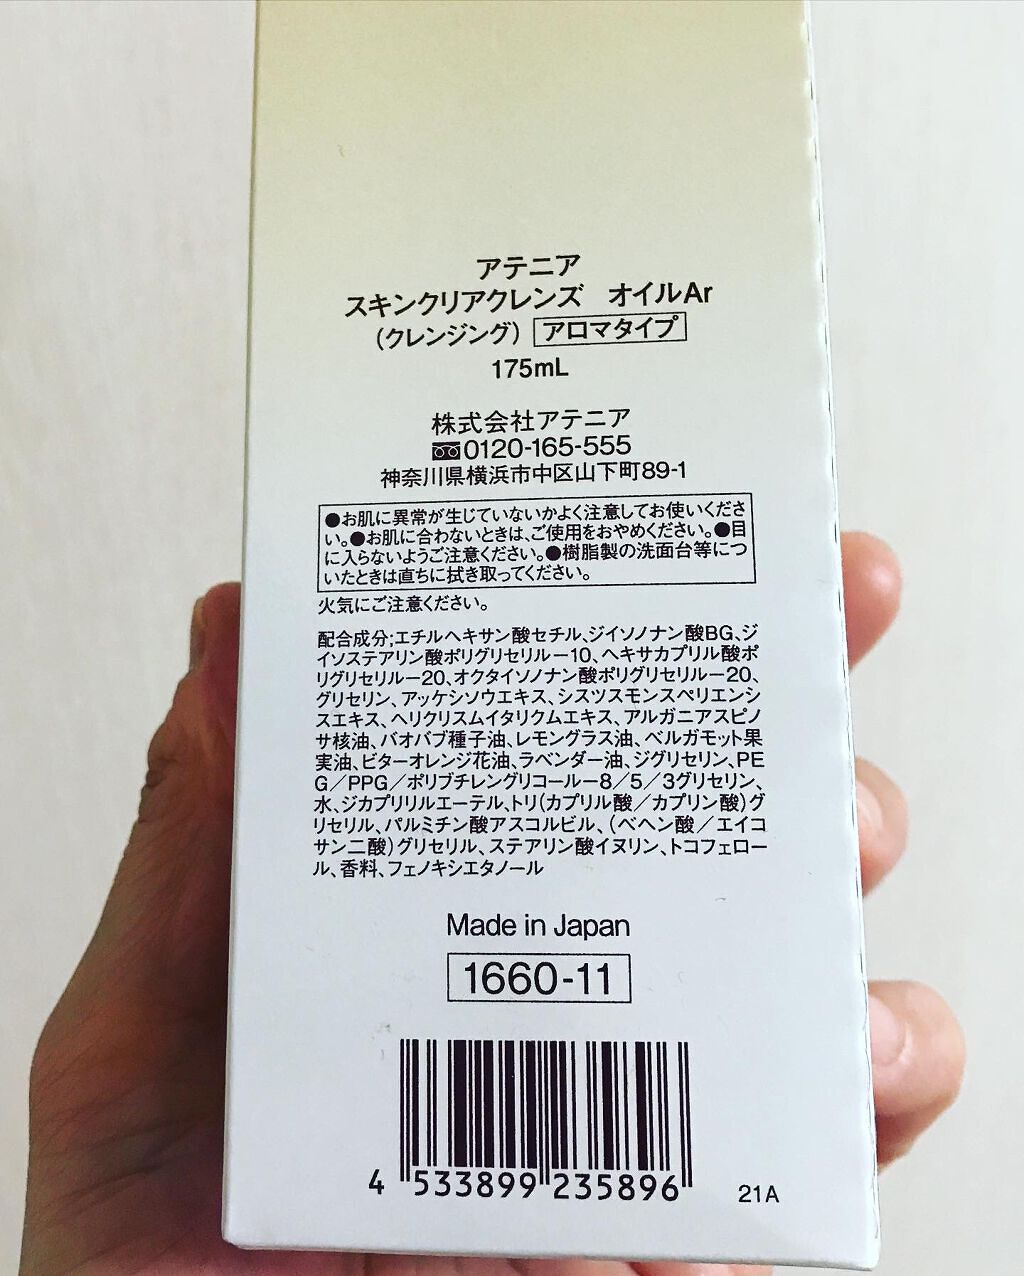 アテニア
スキンクリアクレンズ オイルAr
(クレンジング) アロマタイプ
175mL
株式会社アテニア
0120-165-555
神奈川県横浜市中区山下町89-1
●お肌に異常が生じていないかよく注意してお使いくださ
い。●お肌に合わないときは、ご使用をおやめください。●目
に入らないようご注意ください。●樹脂製の洗面台等につ
いたときは直ちに拭き取ってください。
火気にご注意ください。
配合成分;エチルヘキサン酸セチル、ジイソノナン酸BG、ジ
イソステアリン酸ポリグリセリル－10、ヘキサカプリル酸ポ
リグリセリル－20、オクタイソノナン酸ポリグリセリル－20、
グリセリン、アッケシソウエキス、シスツスモンスペリエンシ
スエキス、ヘリクリスムイタリクムエキス、アルガニアスピノ
サ核油、バオバブ種子油、レモングラス油、ベルガモット果
実油、ビターオレンジ花油、ラベンダー油、ジグリセリン、PE
G／PPG／ポリブチレングリコール－8／5／3グリセリン、
水、ジカプリリルエーテル、トリ(カプリル酸／カプリン酸)グ
リセリル、パルミチン酸アスコルビル、(ベヘン酸／エイコ
サン二酸)グリセリル、ステアリン酸イヌリン、トコフェロー
ル、香料、フェノキシエタノール
Made in Japan
1660-11
4 533899 235896
21A